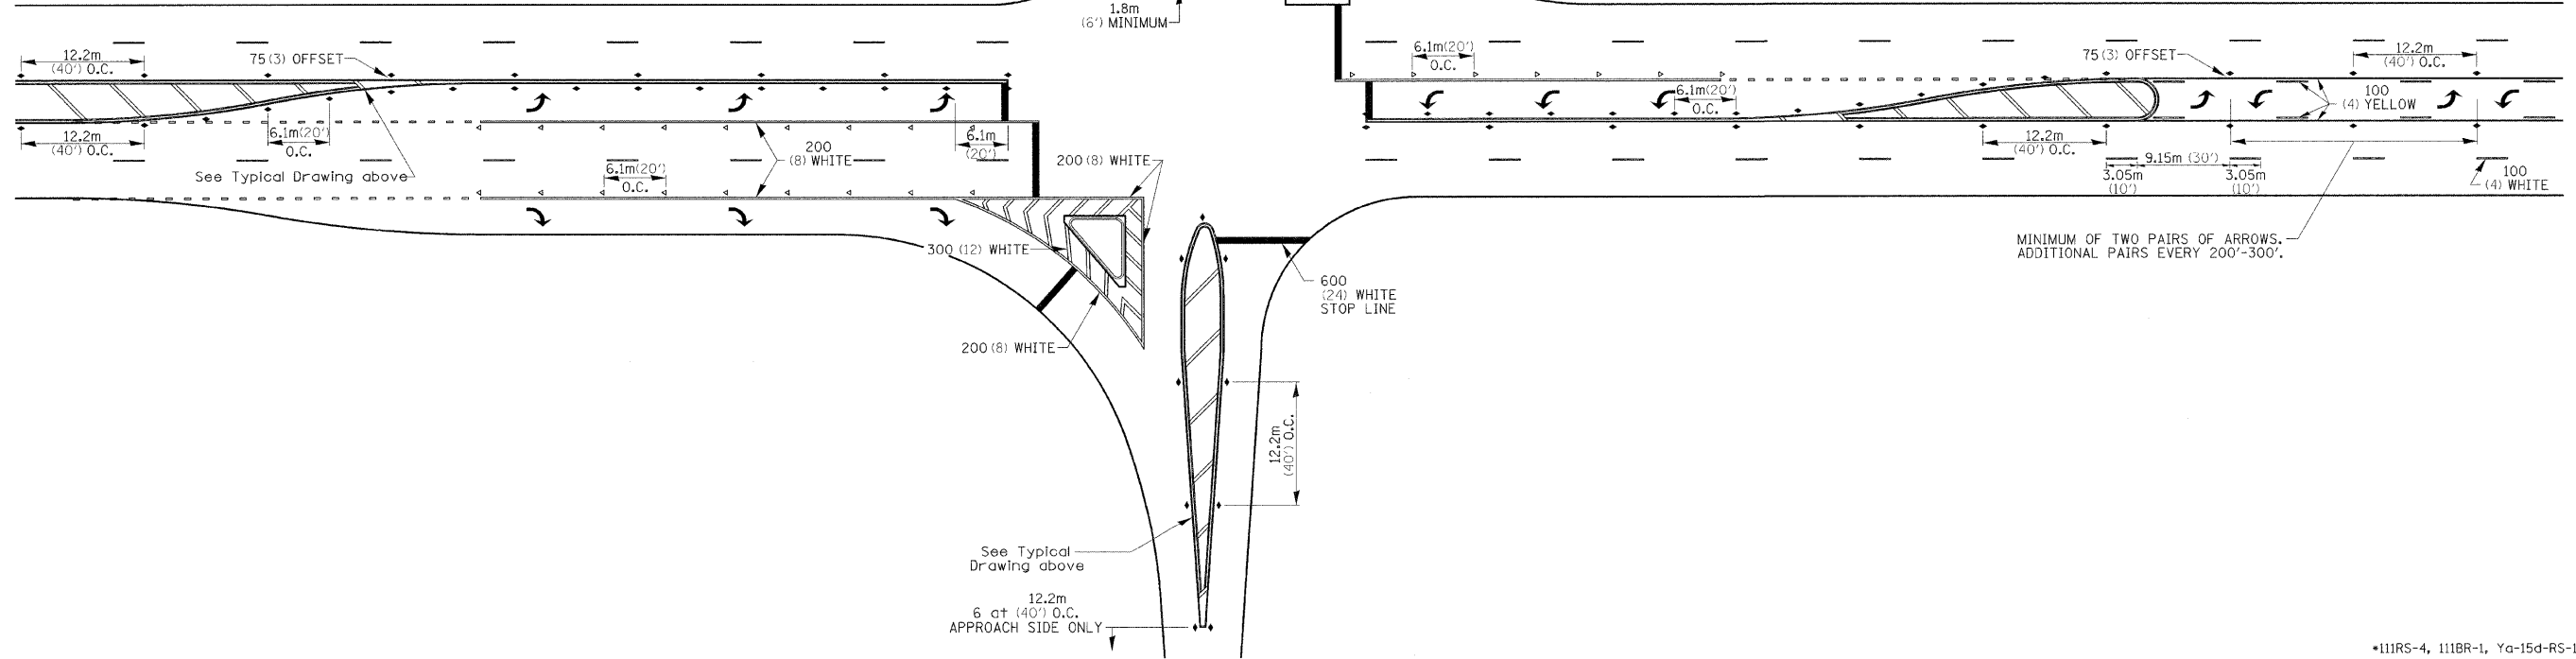 1.8m
(6') MINIMUM
12.2m
(40') O.C.
75(3) OFFSET
6.1m(20')
O.C.
75(3) OFFSET
12.2m
(40') O.C.
6.1m(20')
O.C.
100
(4) YELLOW
12.2m
(40') O.C.
6.1m(20')
O.C.
6.1m
(20')
12.2m
(40') O.C.
200
(8) WHITE
200(8) WHITE
See Typical Drawing above
6.1m(20')
O.C.
9.15m (30')
3.05m
(10')
3.05m
(10')
100
(4) WHITE
300 (12) WHITE
MINIMUM OF TWO PAIRS OF ARROWS.
ADDITIONAL PAIRS EVERY 200'-300'.
600
(24) WHITE
STOP LINE
200(8) WHITE
12.2m
(40') O.C.
See Typical
Drawing above
12.2m
6 at (40') O.C.
APPROACH SIDE ONLY
*111RS-4, 111BR-1, Ya-15d-RS-1